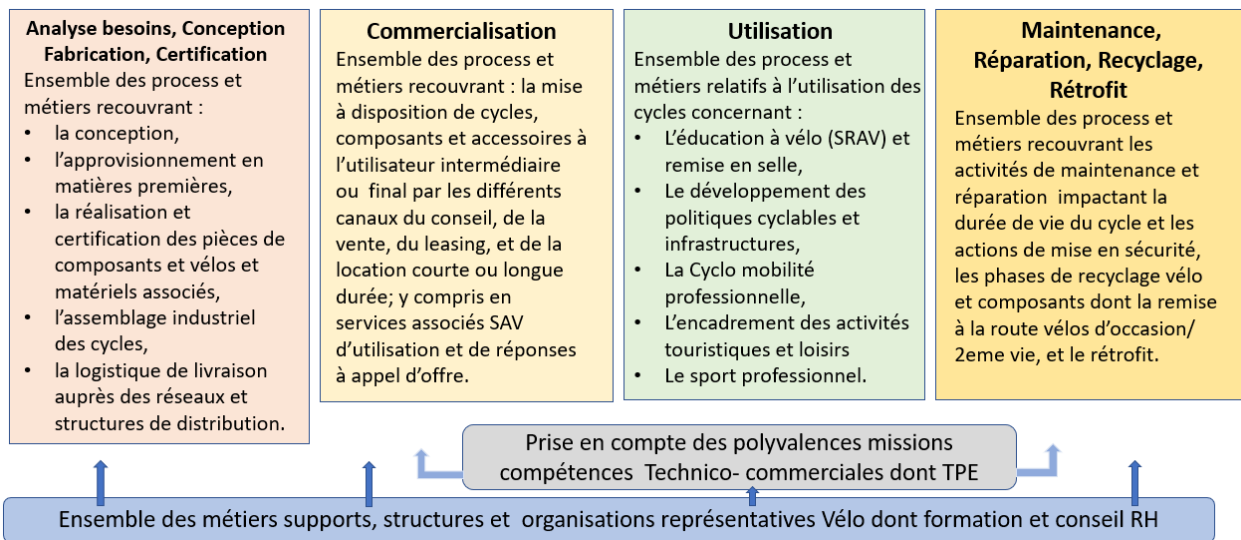 Analyse besoins, Conception
Fabrication, Certification
Ensemble des process et
métiers recouvrant :
• la conception,
• l’approvisionnement en
matières premières,
• la réalisation et
certification des pièces de
composants et vélos et
matériels associés,
• l’assemblage industriel
des cycles,
• la logistique de livraison
auprès des réseaux et
structures de distribution.
Commercialisation
Ensemble des process et
métiers recouvrant : la mise
à disposition de cycles,
composants et accessoires à
l’utilisateur intermédiaire
ou final par les différents
canaux du conseil, de la
vente, du leasing, et de la
location courte ou longue
durée; y compris en
services associés SAV
d’utilisation et de réponses
à appel d’offre.
Utilisation
Ensemble des process et
métiers relatifs à l’utilisation des
cycles concernant :
• L’éducation à vélo (SRAV) et
remise en selle,
• Le développement des
politiques cyclables et
infrastructures,
• La Cyclo mobilité
professionnelle,
• L’encadrement des activités
touristiques et loisirs
• Le sport professionnel.
Maintenance,
Réparation, Recyclage,
Rétrofit
Ensemble des process et
métiers recouvrant les
activités de maintenance et
réparation impactant la
durée de vie du cycle et les
actions de mise en sécurité,
les phases de recyclage vélo
et composants dont la remise
à la route vélos d’occasion/
2eme vie, et le rétrofit.
Prise en compte des polyvalences missions
compétences Technico- commerciales dont TPE
Ensemble des métiers supports, structures et organisations représentatives Vélo dont formation et conseil RH